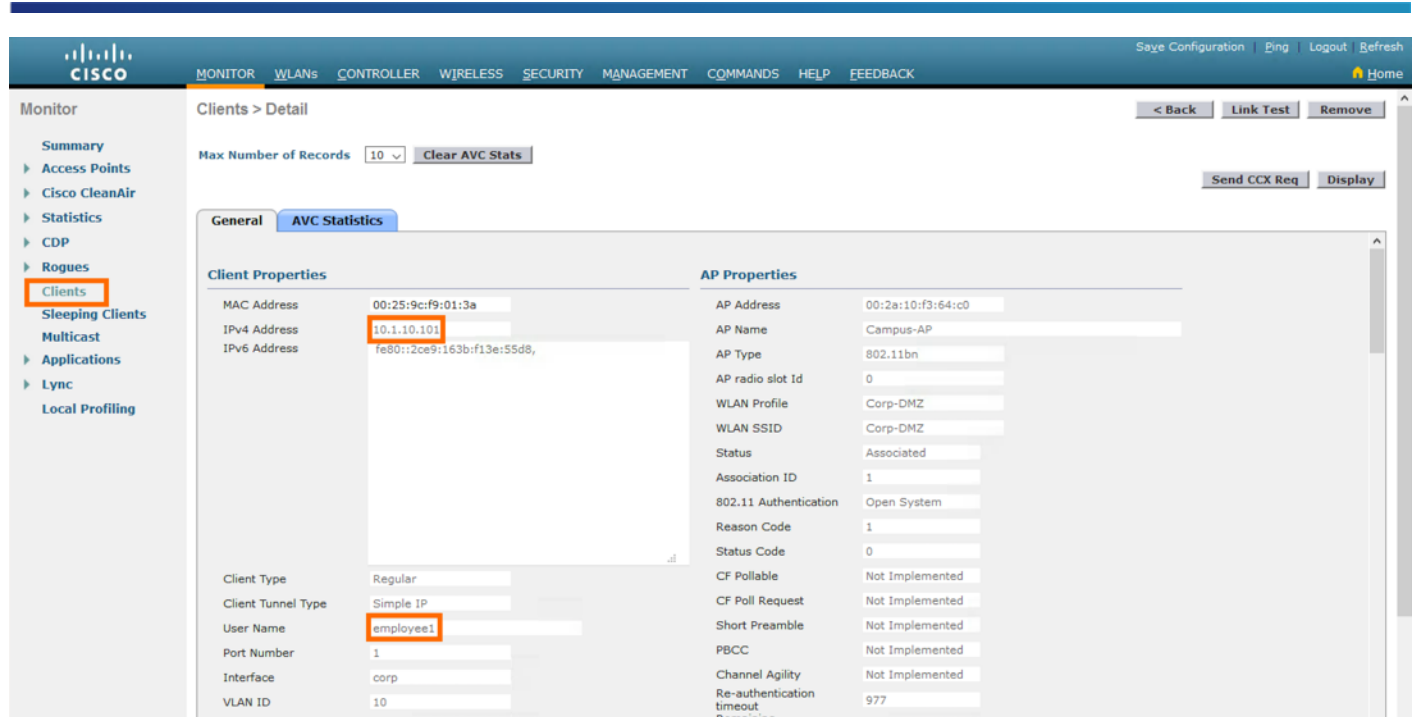 Save Configuration | Ping | Logout | Refresh
CISCO
MONITOR WLANs CONTROLLER WIRELESS SECURITY MANAGEMENT COMMANDS HELP FEEDBACK Home
Monitor
Summary
Access Points
Cisco CleanAir
Statistics
CDP
Rogues
Clients
Sleeping Clients
Multicast
Applications
Lync
Local Profiling
Clients > Detail
< Back Link Test Remove
Max Number of Records 10 Clear AVC Stats
Send CCX Req Display
General AVC Statistics
Client Properties
MAC Address 00:25:9c:f9:01:3a
IPv4 Address 10.1.10.101
IPv6 Address fe80::2ce9:163b:f13e:55d8,
Client Type Regular
Client Tunnel Type Simple IP
User Name employee1
Port Number 1
Interface corp
VLAN ID 10
AP Properties
AP Address 00:2a:10:f3:64:c0
AP Name Campus-AP
AP Type 802.11bn
AP radio slot Id 0
WLAN Profile Corp-DMZ
WLAN SSID Corp-DMZ
Status Associated
Association ID 1
802.11 Authentication Open System
Reason Code 1
Status Code 0
CF Pollable Not Implemented
CF Poll Request Not Implemented
Short Preamble Not Implemented
PBCC Not Implemented
Channel Agility Not Implemented
Re-authentication
timeout 977